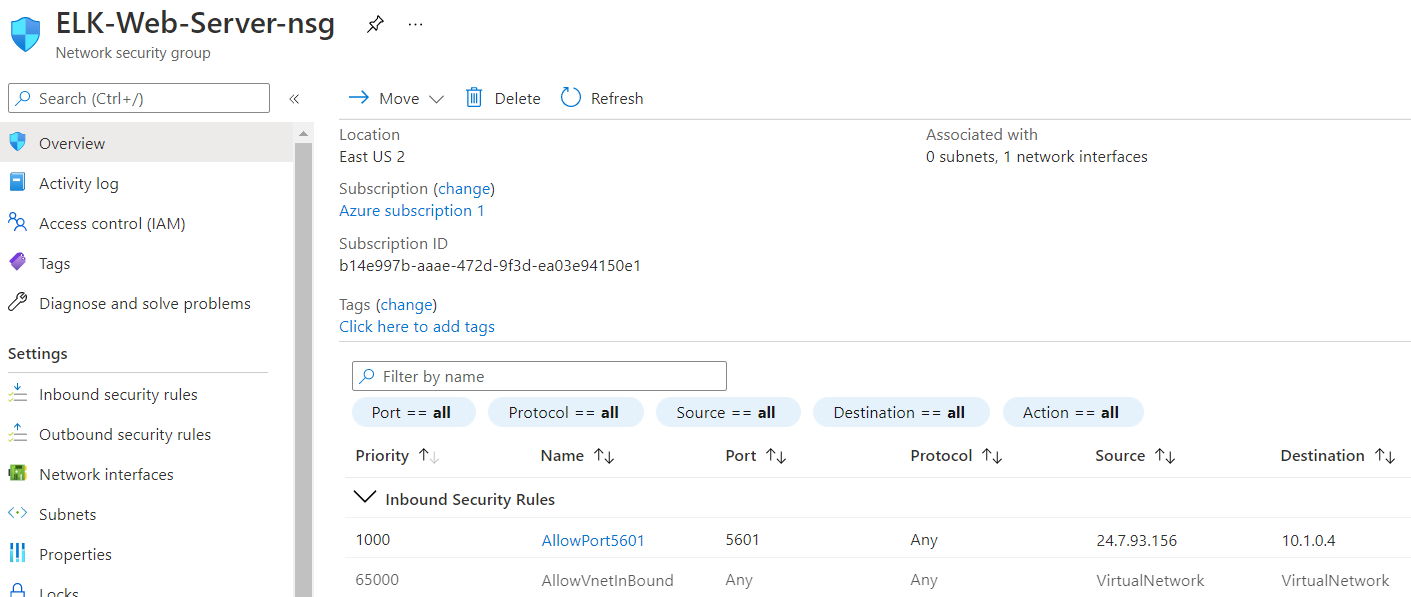 ELK-Web-Server-nsg
Network security group
Search (Ctrl+/)
Overview
Activity log
Access control (IAM)
Tags
Diagnose and solve problems
Settings
Inbound security rules
Outbound security rules
Network interfaces
Subnets
Properties
Locks
Move
Delete
Refresh
Location
East US 2
Subscription (change)
Azure subscription 1
Subscription ID
b14e997b-aaae-472d-9f3d-ea03e94150e1
Tags (change)
Click here to add tags
Associated with
0 subnets, 1 network interfaces
Filter by name
Port == all Protocol == all Source == all Destination == all Action == all
Priority Name Port Protocol Source Destination
Inbound Security Rules
1000 AllowPort5601 5601 Any 24.7.93.156 10.1.0.4
65000 AllowVnetInBound Any Any VirtualNetwork VirtualNetwork